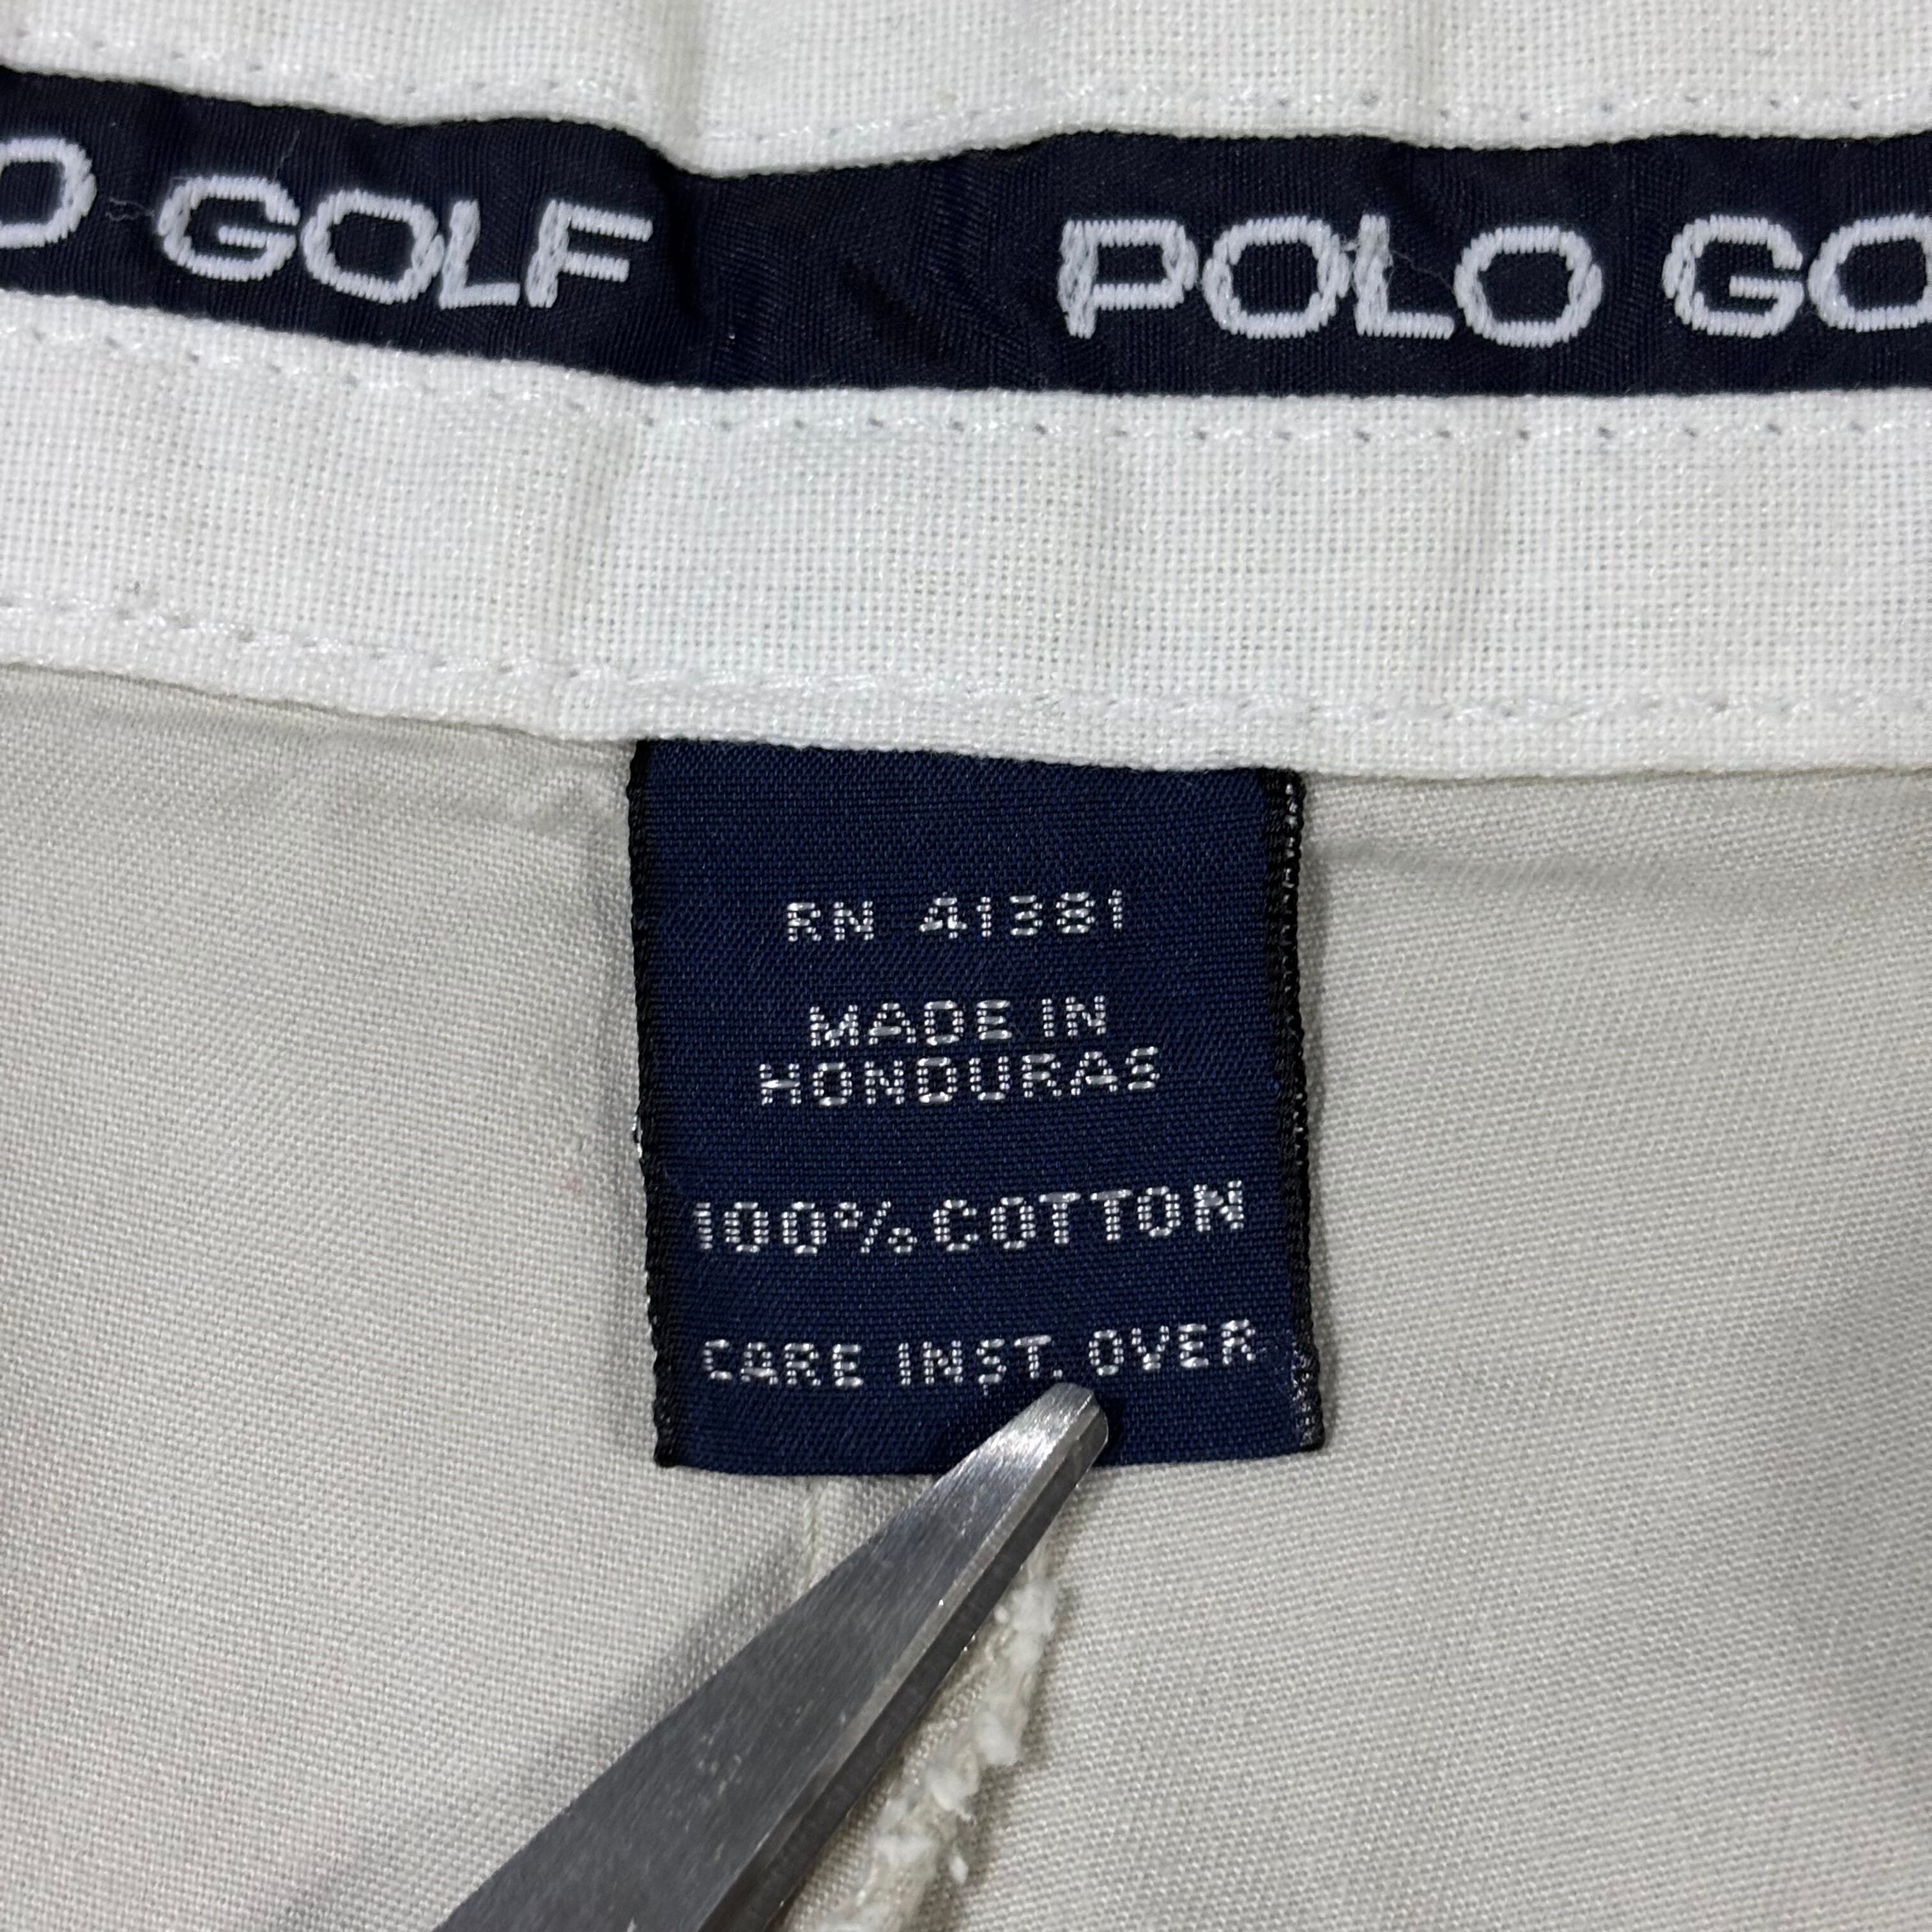 O GOLF POLO GO
RN 41381
MADE IN
HONDURAS
100% COTTON
CARE INST. OVER